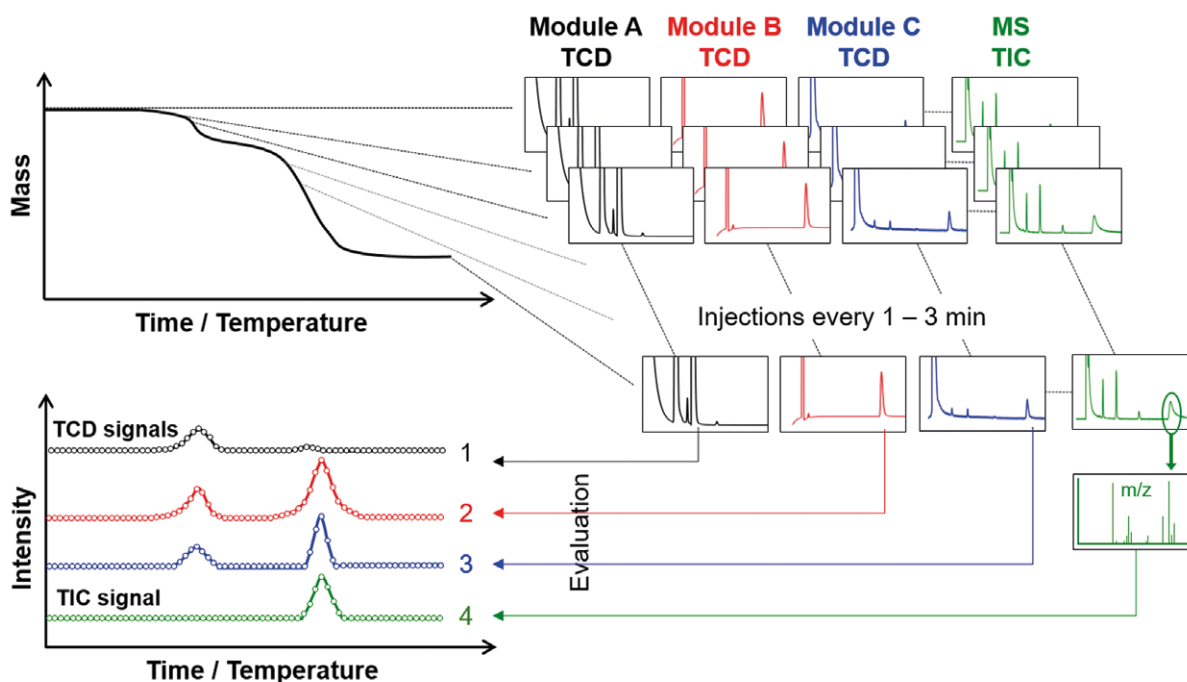 Module A
TCD
Module B
TCD
Module C
TCD
MS
TIC
Mass
Time / Temperature
Injections every 1 – 3 min
TCD signals
1
2
3
TIC signal
4
Intensity
Time / Temperature
Evaluation
m/z